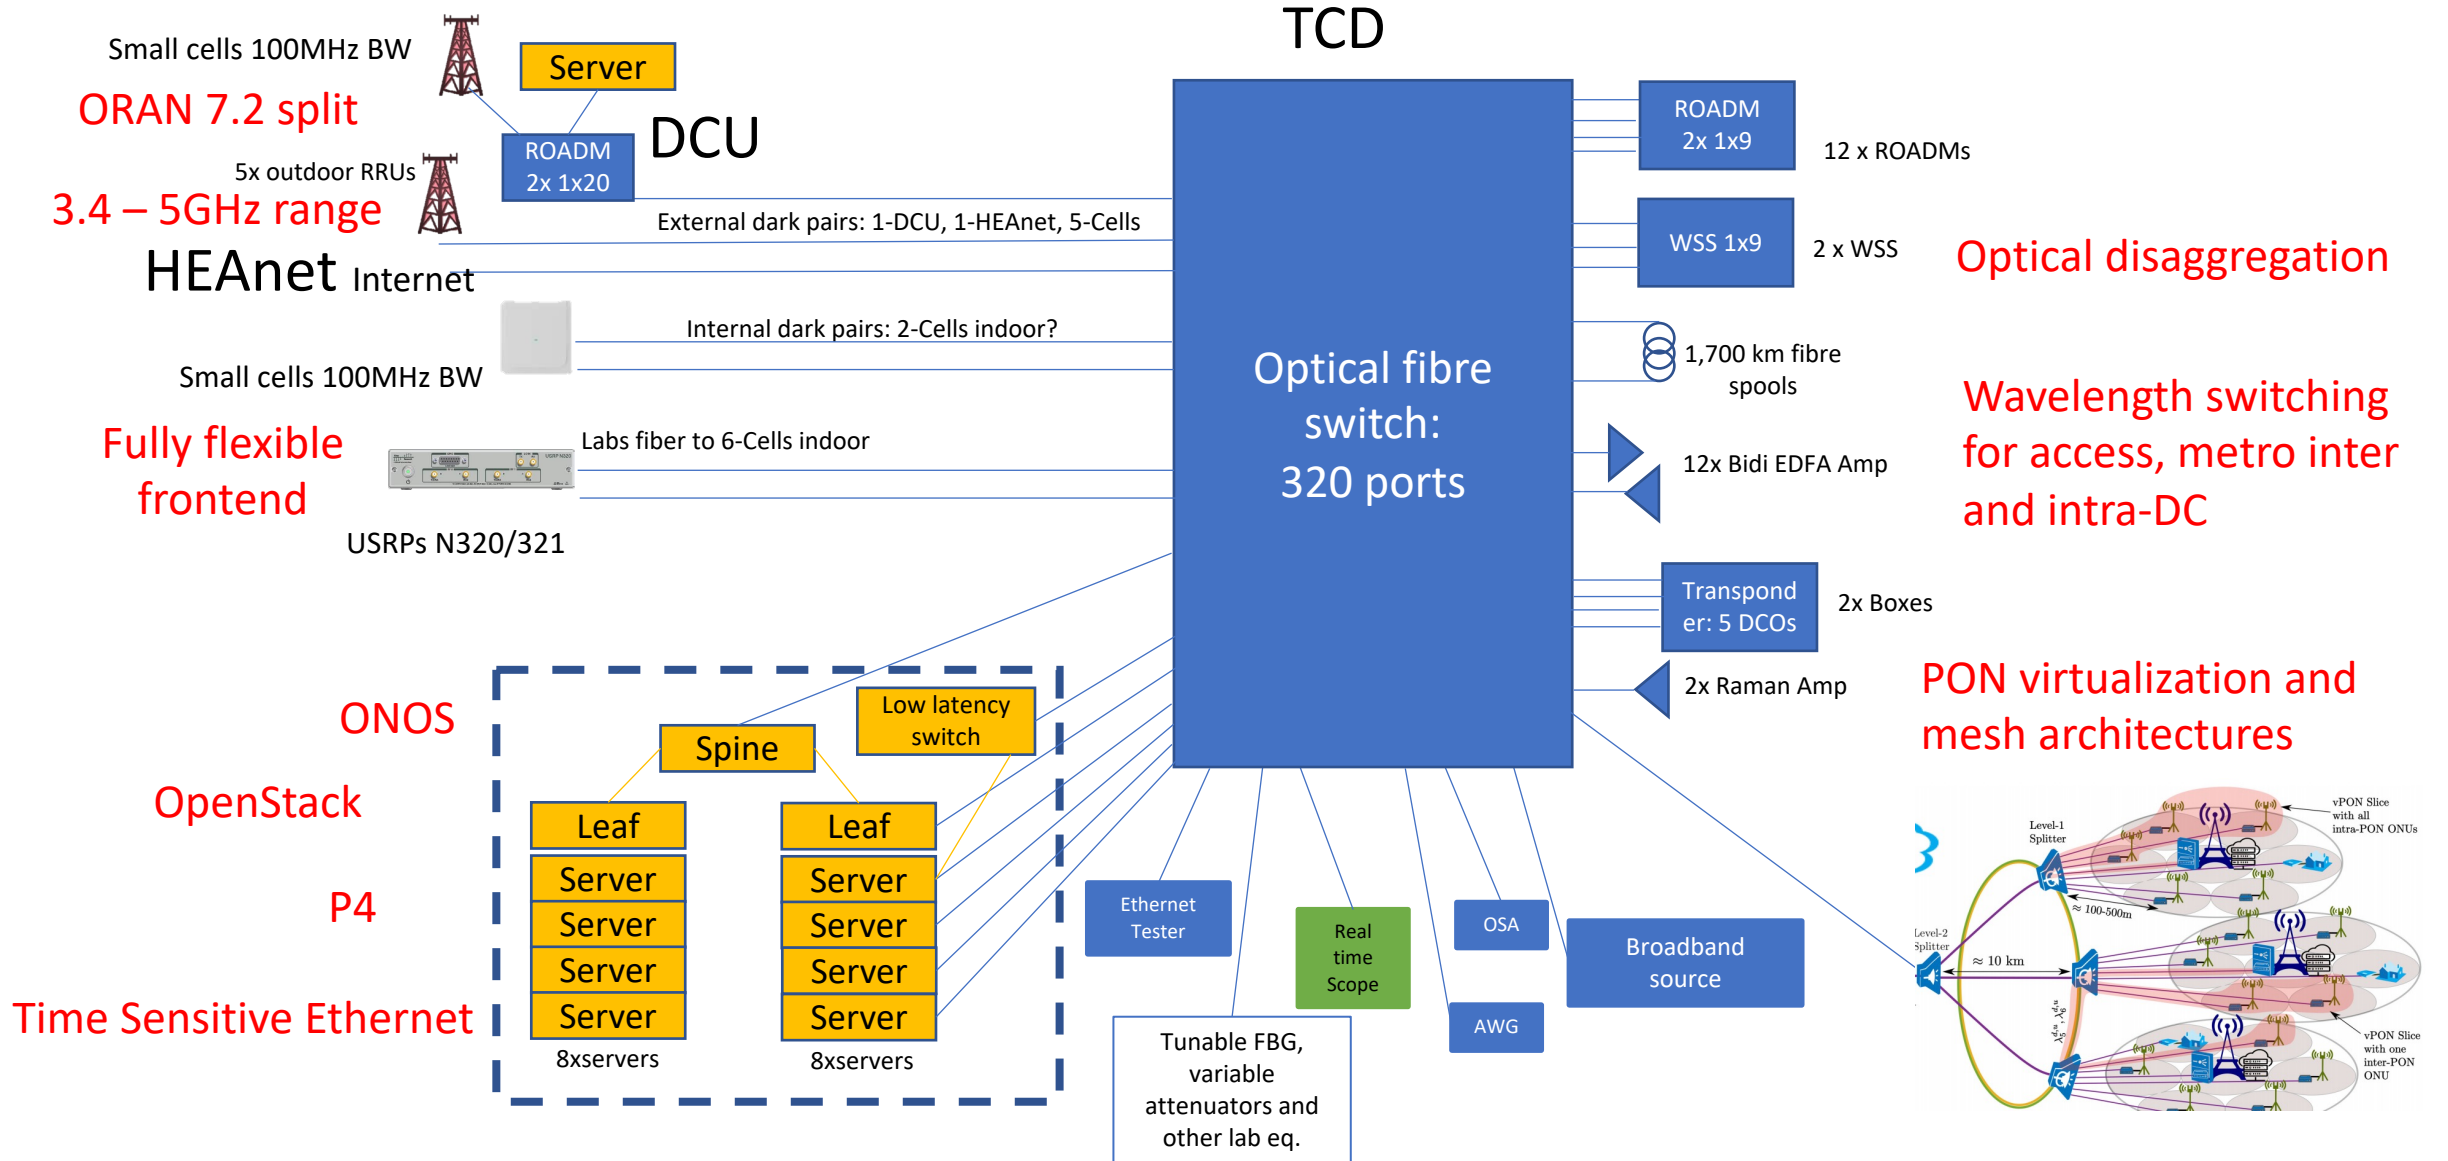 TCD
Small cells 100MHz BW
Server
ORAN 7.2 split
DCU
ROADM
2x 1x20
5x outdoor RRUs
3.4 – 5GHz range
External dark pairs: 1-DCU, 1-HEAnet, 5-Cells
HEAnet Internet
Internal dark pairs: 2-Cells indoor?
Small cells 100MHz BW
Fully flexible
frontend
Labs fiber to 6-Cells indoor
USRP N320
USRPs N320/321
Optical fibre
switch:
320 ports
ROADM
2x 1x9
12 x ROADMs
WSS 1x9
2 x WSS
Optical disaggregation
1,700 km fibre
spools
Wavelength switching
for access, metro inter
and intra-DC
12x Bidi EDFA Amp
Transpond
er: 5 DCOs
2x Boxes
2x Raman Amp
PON virtualization and
mesh architectures
ONOS
OpenStack
P4
Time Sensitive Ethernet
Low latency
switch
Spine
Leaf
Server
Server
Server
Server
8xservers
Leaf
Server
Server
Server
Server
8xservers
Ethernet
Tester
Tunable FBG,
variable
attenuators and
other lab eq.
Real
time
Scope
OSA
AWG
Broadband
source
Level-1
Splitter
vPON Slice
with all
intra-PON ONUs
≈ 100-500m
Level-2
Splitter
≈ 10 km
vPON Slice
with one
inter-PON
ONU